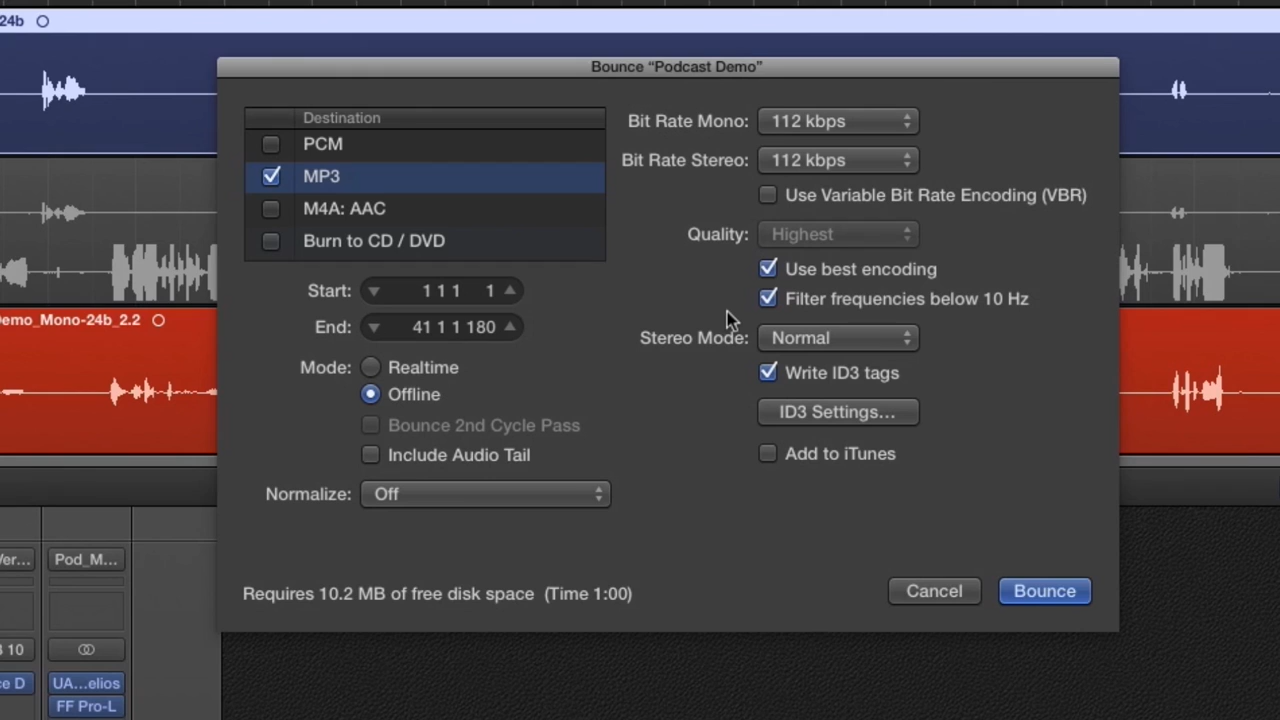 24b
Bounce “Podcast Demo”
Destination
PCM
MP3
M4A: AAC
Burn to CD / DVD
Start: 1 1 1 1
End: 41 1 1 180
Mode: Realtime
Offline
Bounce 2nd Cycle Pass
Include Audio Tail
Normalize: Off
Bit Rate Mono: 112 kbps
Bit Rate Stereo: 112 kbps
Use Variable Bit Rate Encoding (VBR)
Quality: Highest
Use best encoding
Filter frequencies below 10 Hz
Stereo Mode: Normal
Write ID3 tags
ID3 Settings...
Add to iTunes
Requires 10.2 MB of free disk space (Time 1:00)
Cancel
Bounce
emo_Mono-24b_2.2
Ver...
Pod_M...
10
ce D
UA...elios
FF Pro-L